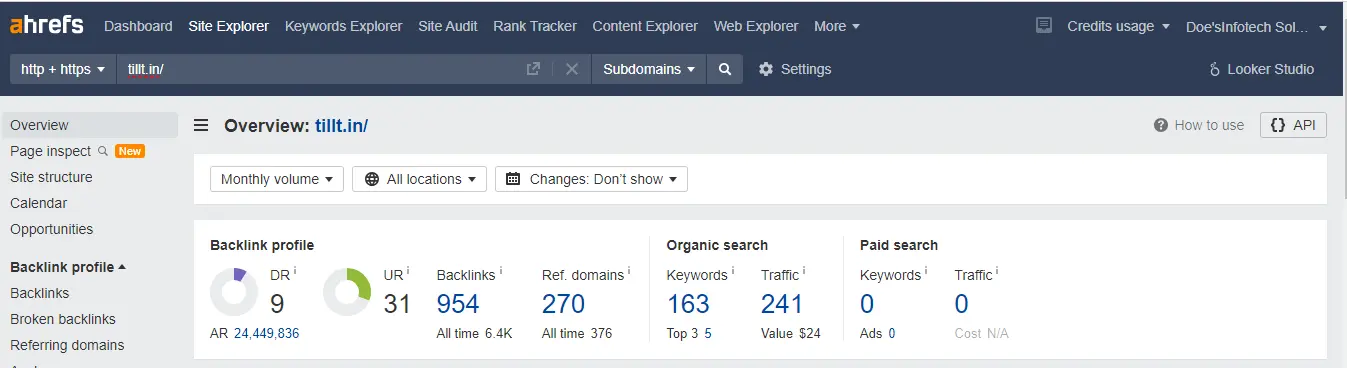 ahrefs Dashboard Site Explorer Keywords Explorer Site Audit Rank Tracker Content Explorer Web Explorer More Credits usage Doe'sInfotech Sol...
http + https tillt.in/ Subdomains Settings Looker Studio
Overview
Page inspect New
Site structure
Calendar
Opportunities
Backlink profile
Backlinks
Broken backlinks
Referring domains
Overview: tillt.in/ How to use {} API
Monthly volume All locations Changes: Don't show
Backlink profile
DR i UR i Backlinks i Ref. domains i
9 31 954 270
AR 24,449,836 All time 6.4K All time 376
Organic search
Keywords i Traffic i
163 241
Top 3 5 Value $24
Paid search
Keywords i Traffic i
0 0
Ads 0 Cost N/A